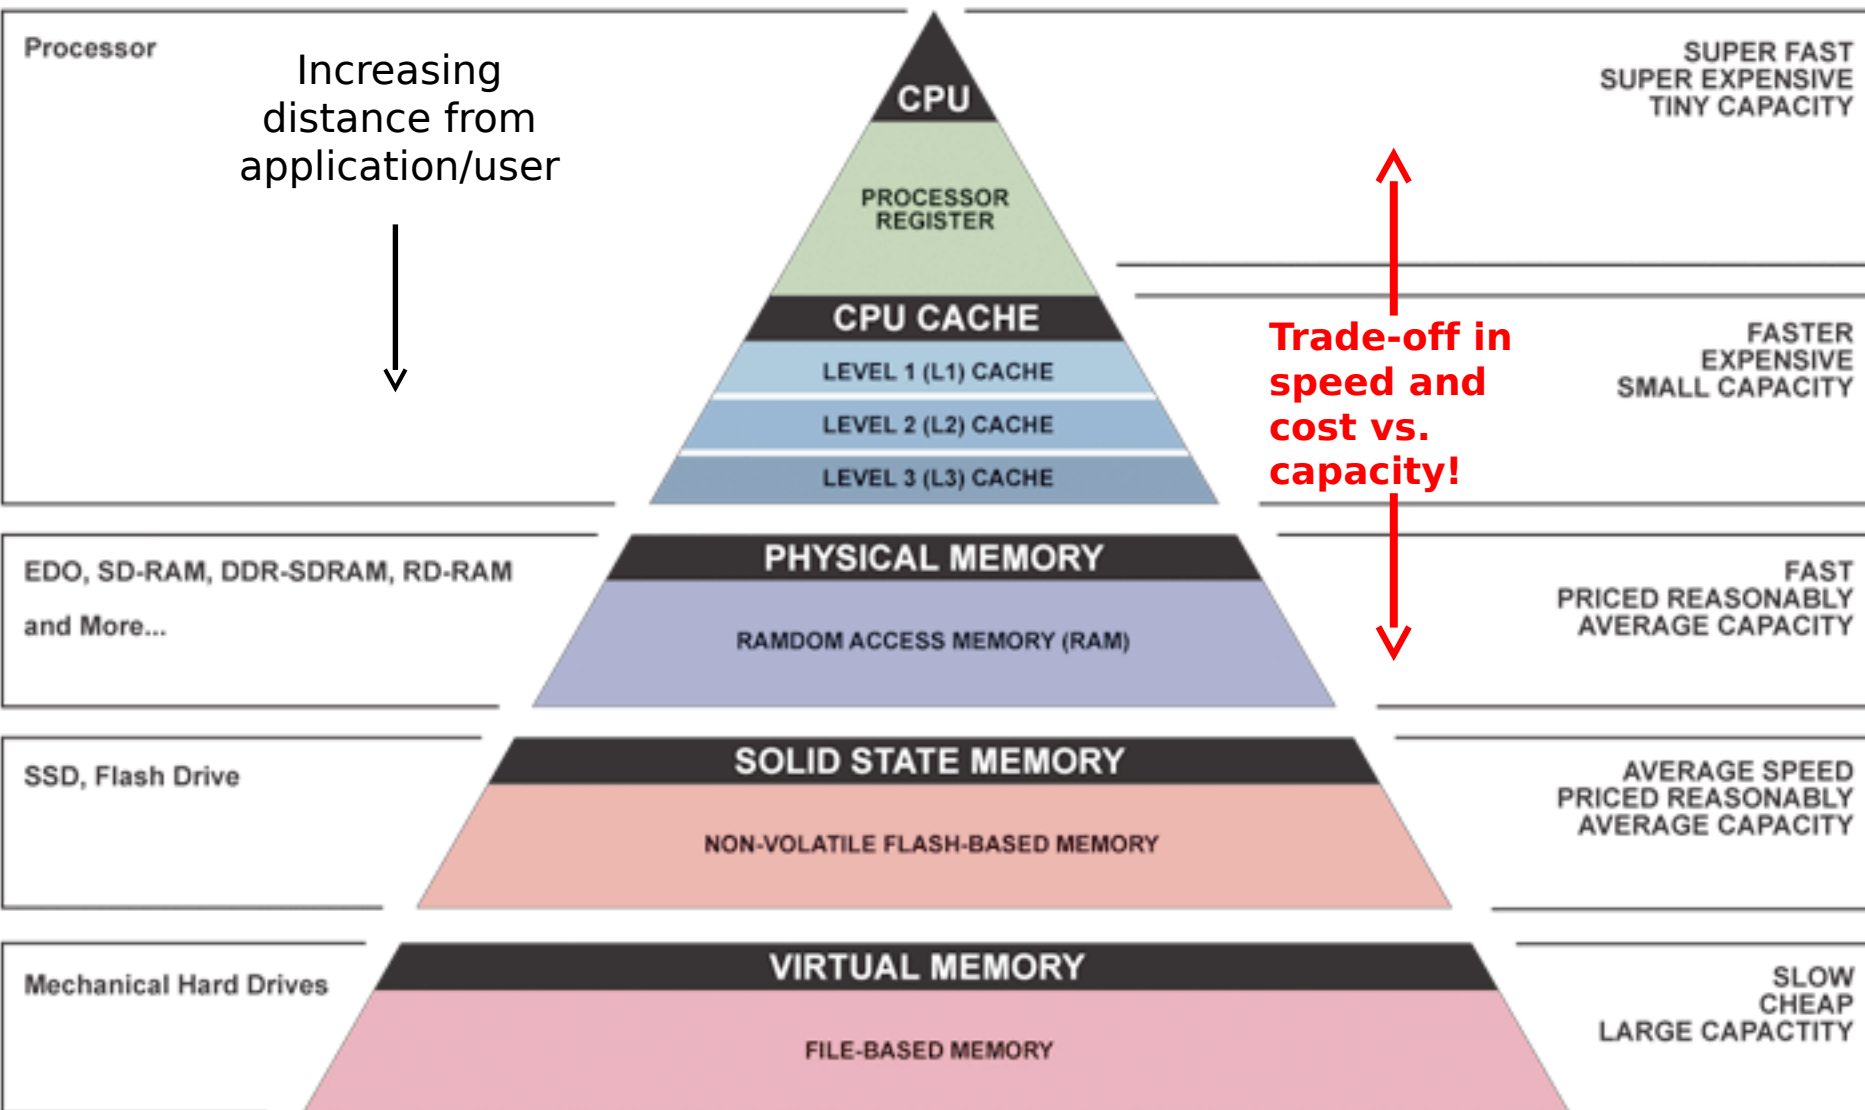 Processor
Increasing
distance from
application/user
CPU
SUPER FAST
SUPER EXPENSIVE
TINY CAPACITY
PROCESSOR
REGISTER
CPU CACHE
LEVEL 1 (L1) CACHE
LEVEL 2 (L2) CACHE
LEVEL 3 (L3) CACHE
Trade-off in
speed and
cost vs.
capacity!
FASTER
EXPENSIVE
SMALL CAPACITY
EDO, SD-RAM, DDR-SDRAM, RD-RAM
and More...
PHYSICAL MEMORY
RAMDOM ACCESS MEMORY (RAM)
FAST
PRICED REASONABLY
AVERAGE CAPACITY
SSD, Flash Drive
SOLID STATE MEMORY
NON-VOLATILE FLASH-BASED MEMORY
AVERAGE SPEED
PRICED REASONABLY
AVERAGE CAPACITY
Mechanical Hard Drives
VIRTUAL MEMORY
FILE-BASED MEMORY
SLOW
CHEAP
LARGE CAPACTITY